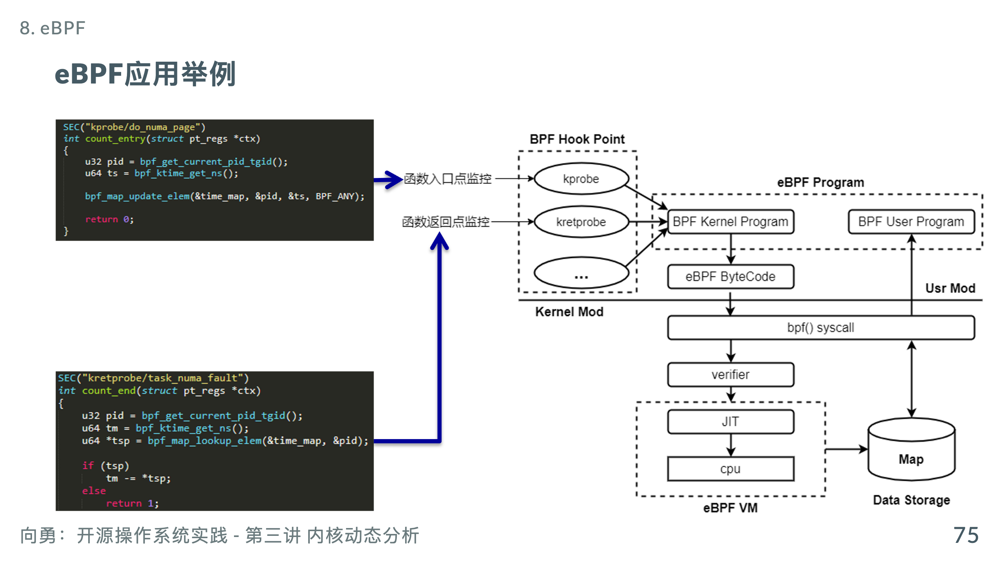 8. eBPF
eBPF应用举例
SEC("kprobe/do_numa_page")
int count_entry(struct pt_regs *ctx)
{
u32 pid = bpf_get_current_pid_tgid();
u64 ts = bpf_ktime_get_ns();
bpf_map_update_elem(&time_map, &pid, &ts, BPF_ANY);
return 0;
}
SEC("kretprobe/task_numa_fault")
int count_end(struct pt_regs *ctx)
{
u32 pid = bpf_get_current_pid_tgid();
u64 tm = bpf_ktime_get_ns();
u64 *tsp = bpf_map_lookup_elem(&time_map, &pid);
if (tsp)
tm -= *tsp;
else
return 1;
函数入口点监控
函数返回点监控
BPF Hook Point
kprobe
kretprobe
...
eBPF Program
BPF Kernel Program
BPF User Program
eBPF ByteCode
Usr Mod
Kernel Mod
bpf() syscall
verifier
JIT
cpu
eBPF VM
Map
Data Storage
向勇：开源操作系统实践 - 第三讲 内核动态分析
75